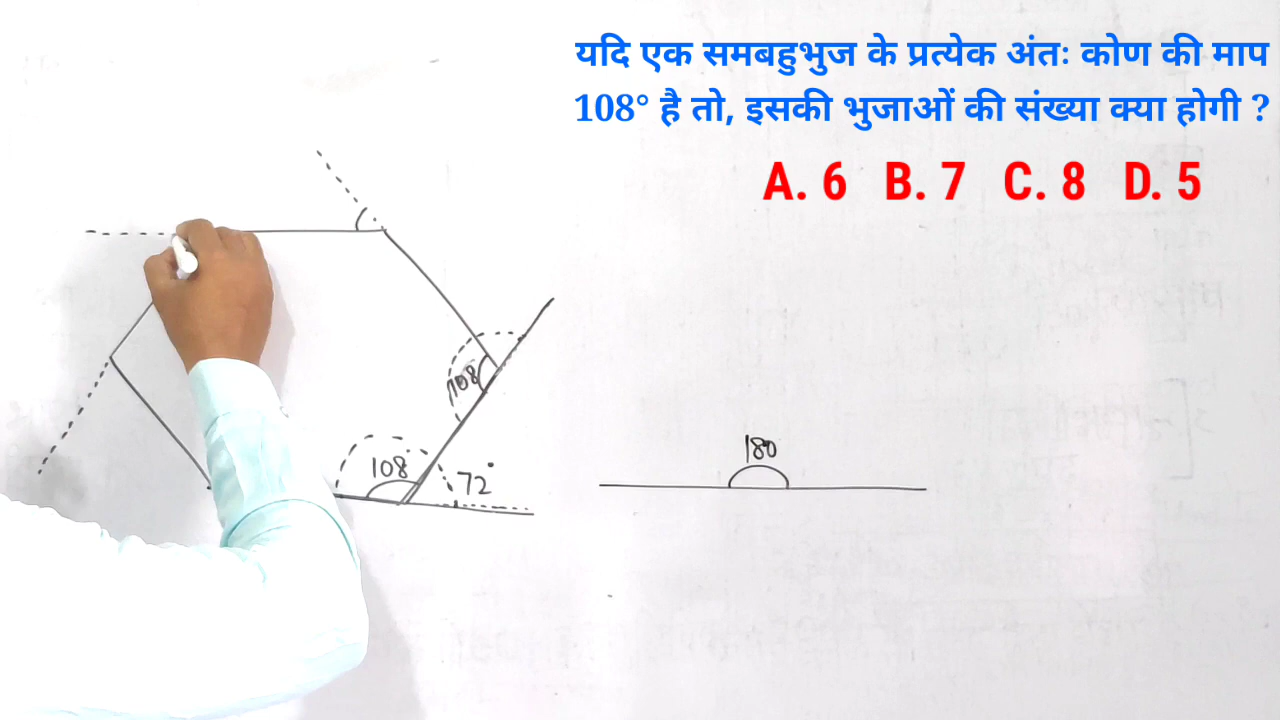 यदि एक समबहुभुज के प्रत्येक अंतः कोण की माप
108° है तो, इसकी भुजाओं की संख्या क्या होगी ?
A. 6 B. 7 C. 8 D. 5
108
180
108°
72°